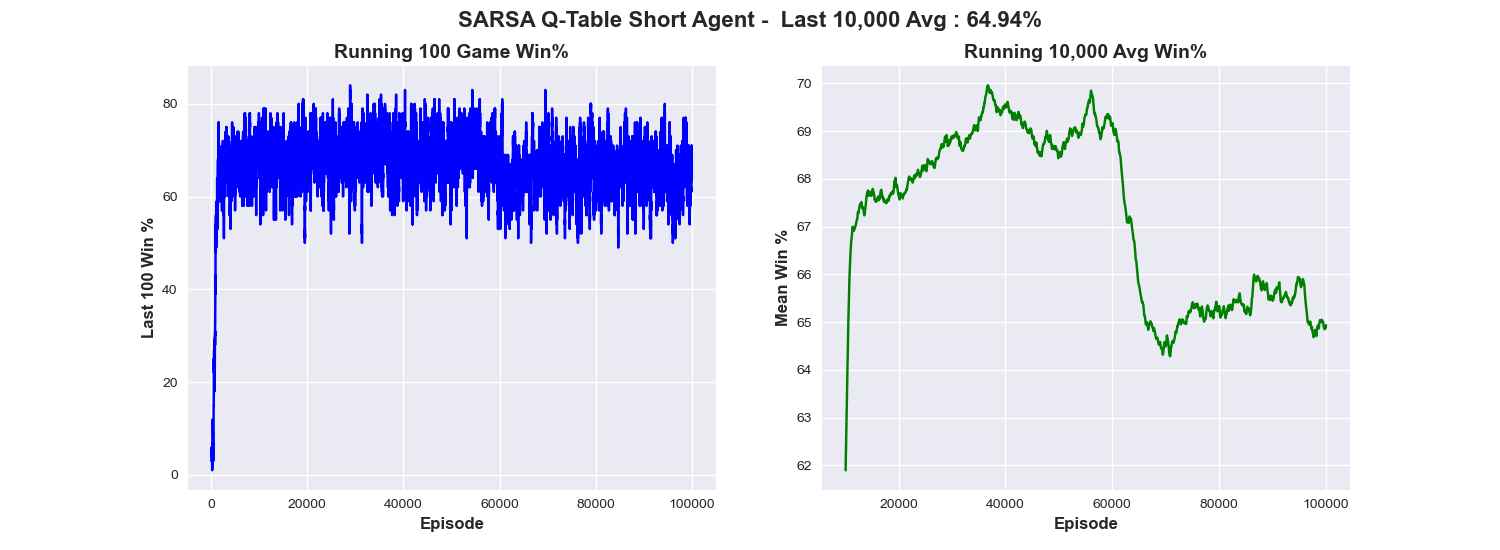 SARSA Q-Table Short Agent -  Last 10,000 Avg : 64.94%
Running 100 Game Win%
Last 100 Win %
80
60
40
20
0
0 20000 40000 60000 80000 100000
Episode
Running 10,000 Avg Win%
Mean Win %
70
69
68
67
66
65
64
63
62
20000 40000 60000 80000 100000
Episode